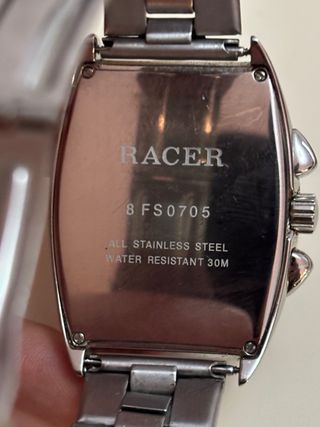 RACER
8 FS0705
ALL STAINLESS STEEL
WATER RESISTANT 30M